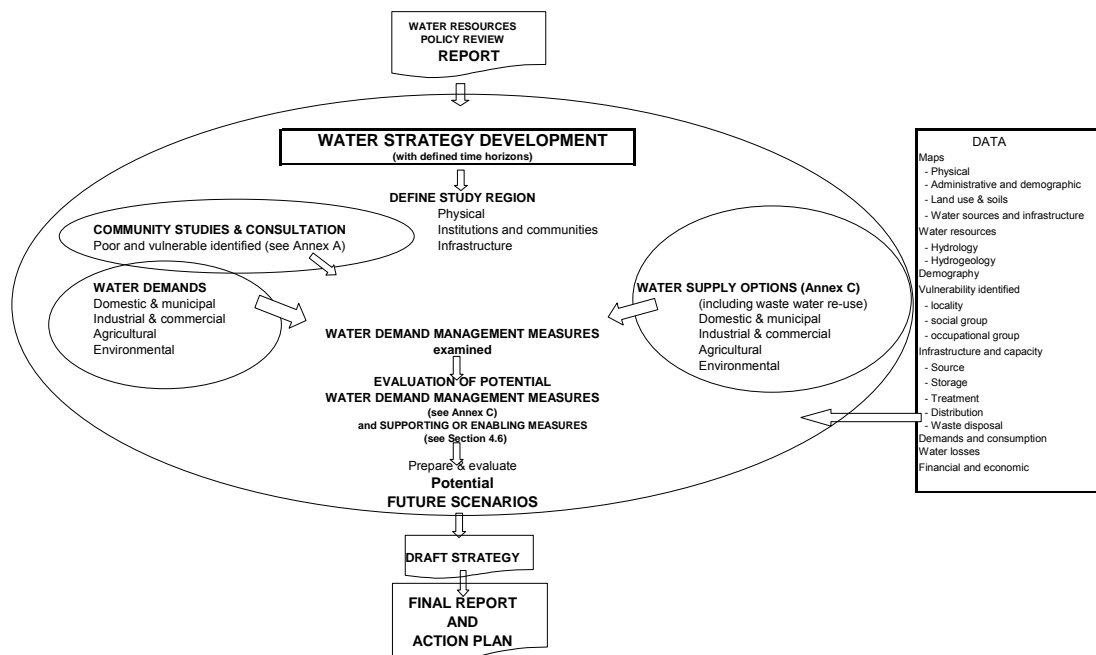 WATER RESOURCES
POLICY REVIEW
REPORT
WATER STRATEGY DEVELOPMENT
(with defined time horizons)
DEFINE STUDY REGION
Physical
Institutions and communities
Infrastructure
COMMUNITY STUDIES & CONSULTATION
Poor and vulnerable identified (see Annex A)
WATER DEMANDS
Domestic & municipal
Industrial & commercial
Agricultural
Environmental
WATER SUPPLY OPTIONS (Annex C)
(including waste water re-use)
Domestic & municipal
Industrial & commercial
Agricultural
Environmental
WATER DEMAND MANAGEMENT MEASURES
examined
EVALUATION OF POTENTIAL
WATER DEMAND MANAGEMENT MEASURES
(see Annex C)
and SUPPORTING OR ENABLING MEASURES
(see Section 4.6)
Prepare & evaluate
Potential
FUTURE SCENARIOS
DRAFT STRATEGY
FINAL REPORT
AND
ACTION PLAN
DATA
Maps
- Physical
- Administrative and demographic
- Land use & soils
- Water sources and infrastructure
Water resources
- Hydrology
- Hydrogeology
Demography
Vulnerability identified
- locality
- social group
- occupational group
Infrastructure and capacity
- Source
- Storage
- Treatment
- Distribution
- Waste disposal
Demands and consumption
Water losses
Financial and economic